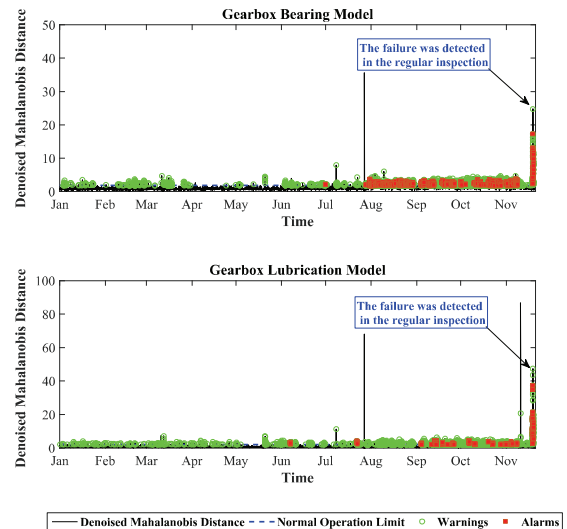 Gearbox Bearing Model
Denoised Mahalanobis Distance
50
40
30
20
10
0
The failure was detected
in the regular inspection
Jan Feb Mar Apr May Jun Jul Aug Sep Oct Nov
Time
Gearbox Lubrication Model
Denoised Mahalanobis Distance
100
80
60
40
20
0
The failure was detected
in the regular inspection
Jan Feb Mar Apr May Jun Jul Aug Sep Oct Nov
Time
Denoised Mahalanobis Distance Normal Operation Limit Warnings Alarms